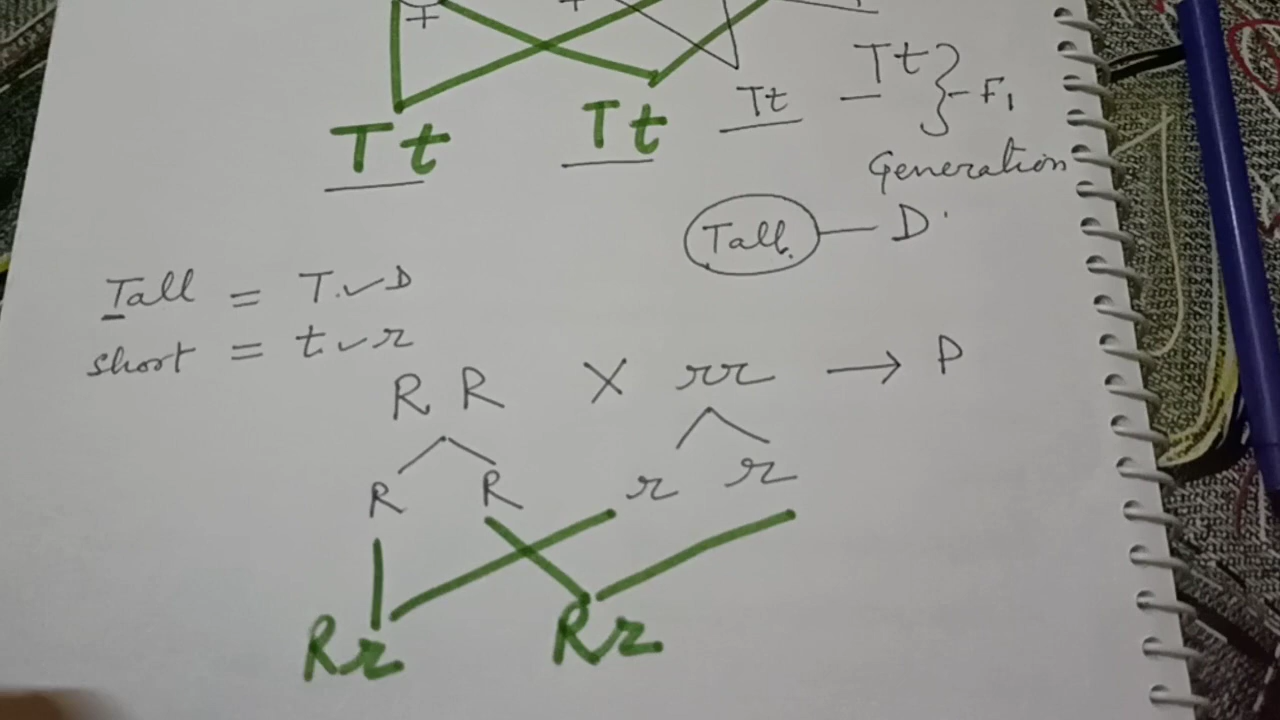 Tt Tt Tt Tt } - F1
Generation
Tall — D
Tall = T. ✓ D
short = t. ✓ r
R R X rr → P
R R r r
Rr Rr